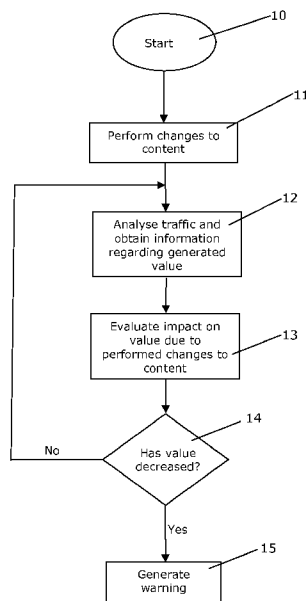 10
Start
11
Perform changes to
content
12
Analyse traffic and
obtain information
regarding generated
value
Evaluate impact on
value due to
performed changes to
content
13
14
No
Has value
decreased?
Yes
15
Generate
warning